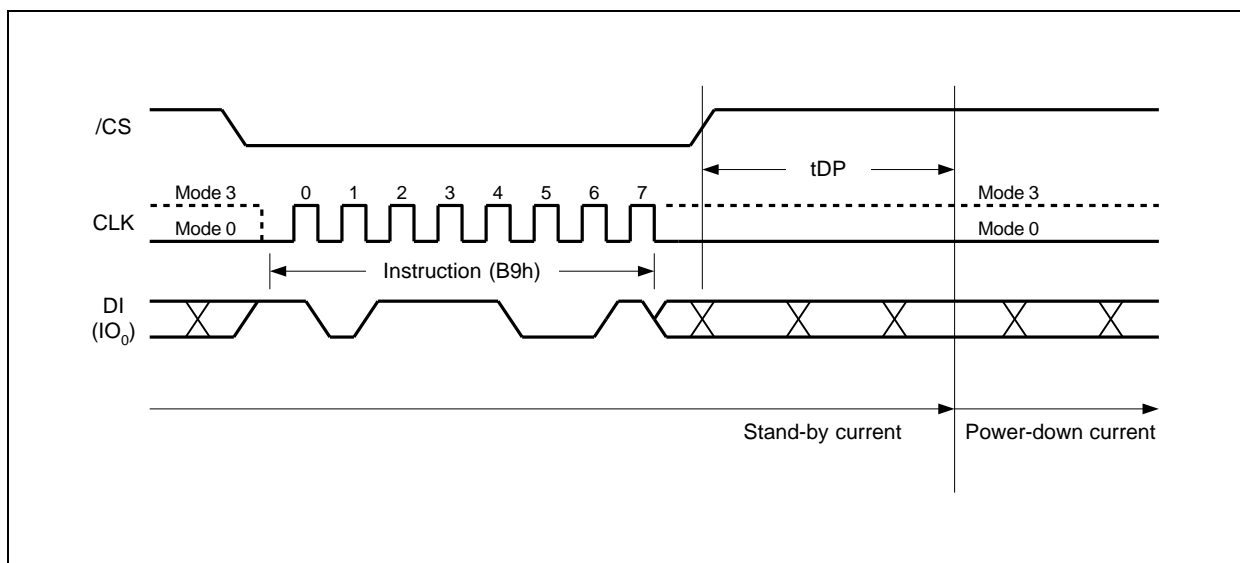 /CS
tDP
Mode 3
0 1 2 3 4 5 6 7
Mode 3
CLK
Mode 0
Mode 0
Instruction (B9h)
DI
(IO0)
Stand-by current
Power-down current